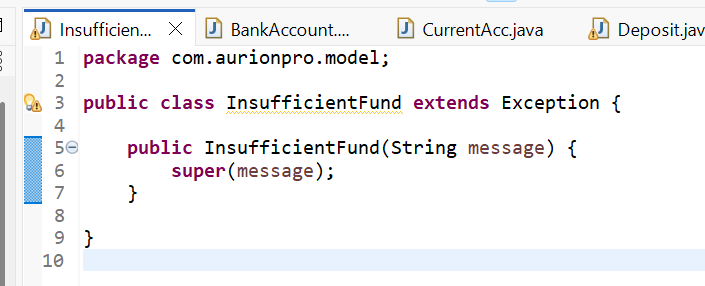 Insufficien...
BankAccount....
CurrentAcc.java
Deposit.jav
1 package com.aurionpro.model;
2
3 public class InsufficientFund extends Exception {
4
5 public InsufficientFund(String message) {
6 super(message);
7 }
8
9 }
10